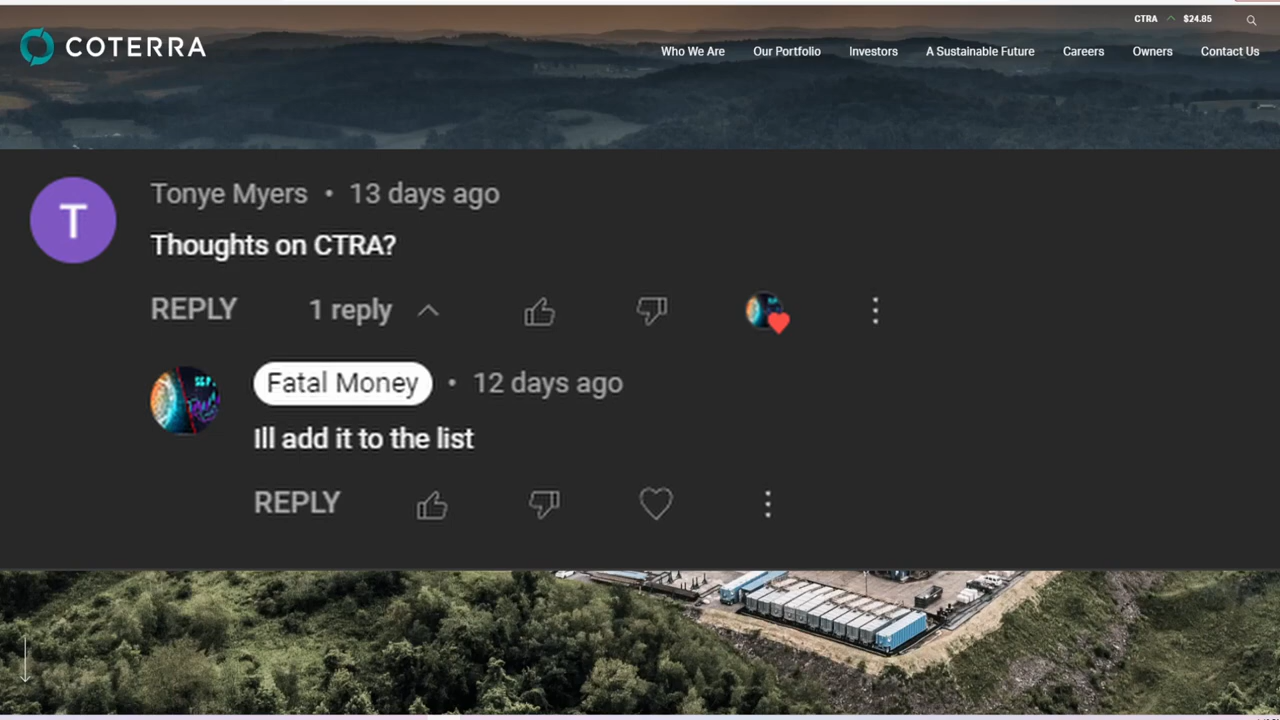 CTRA $24.85
COTERRA
Who We Are Our Portfolio Investors A Sustainable Future Careers Owners Contact Us
T
Tonye Myers • 13 days ago
Thoughts on CTRA?
REPLY 1 reply
Fatal Money • 12 days ago
Ill add it to the list
REPLY